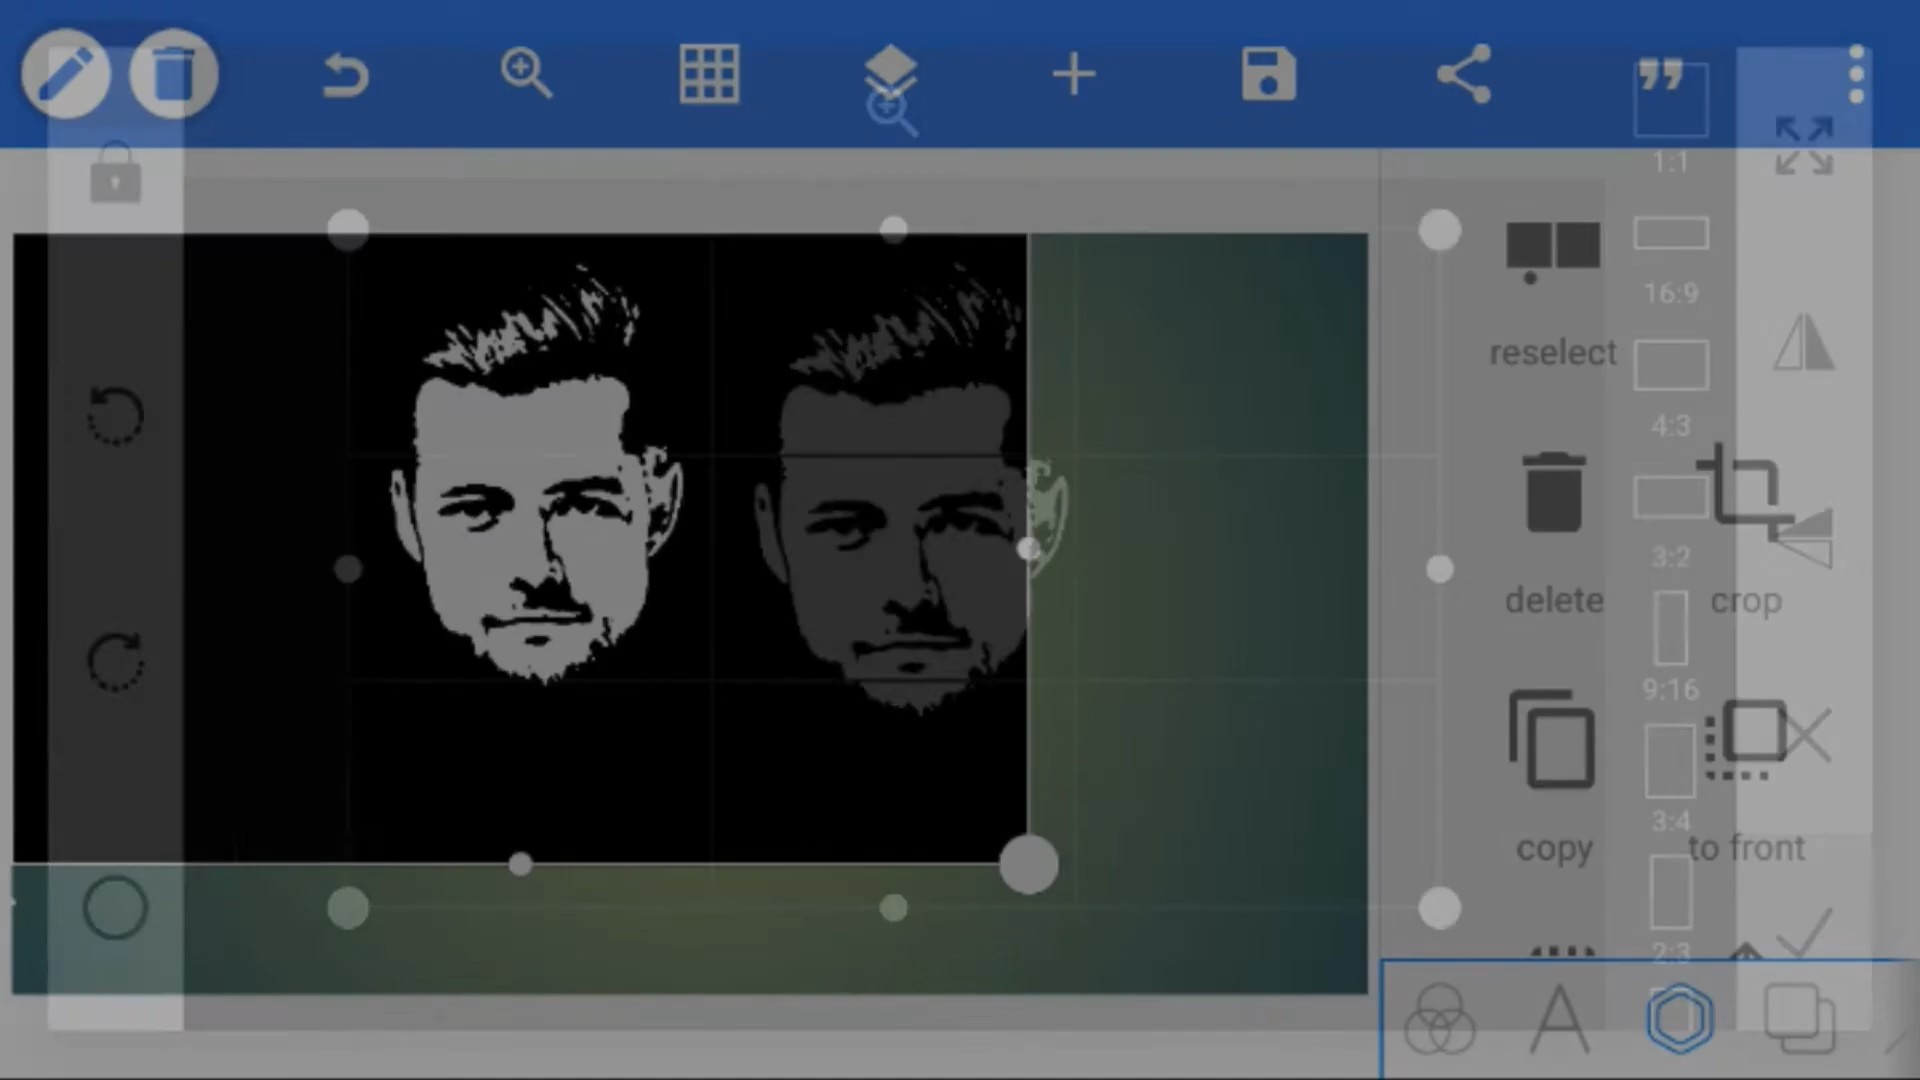 1:1
16:9
reselect
4:3
3:2
delete
crop
9:16
3:4
copy
to front
2:3
A